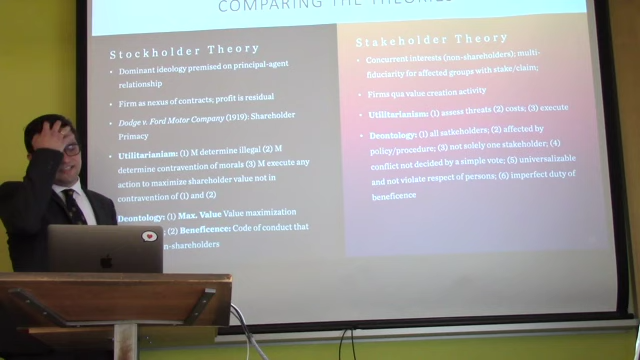 COMPARING THE THEORIES
Stockholder Theory
• Dominant ideology premised on principal-agent
relationship
• Firm as nexus of contracts; profit is residual
• Dodge v. Ford Motor Company (1919): Shareholder
Primacy
• Utilitarianism: (1) M determine illegal (2) M
determine contravention of morals (3) M execute any
action to maximize shareholder value not in
contravention of (1) and (2)
Deontology: (1) Max. Value Value maximization
; (2) Beneficence: Code of conduct that
n-shareholders
Stakeholder Theory
• Concurrent interests (non-shareholders); multi-
fiduciarity for affected groups with stake/claim;
• Firms qua value creation activity
• Utilitarianism: (1) assess threats (2) costs; (3) execute
• Deontology: (1) all satkeholders; (2) affected by
policy/procedure; (3) not solely one stakeholder; (4)
conflict not decided by a simple vote; (5) universalizable
and not violate respect of persons; (6) imperfect duty of
beneficence